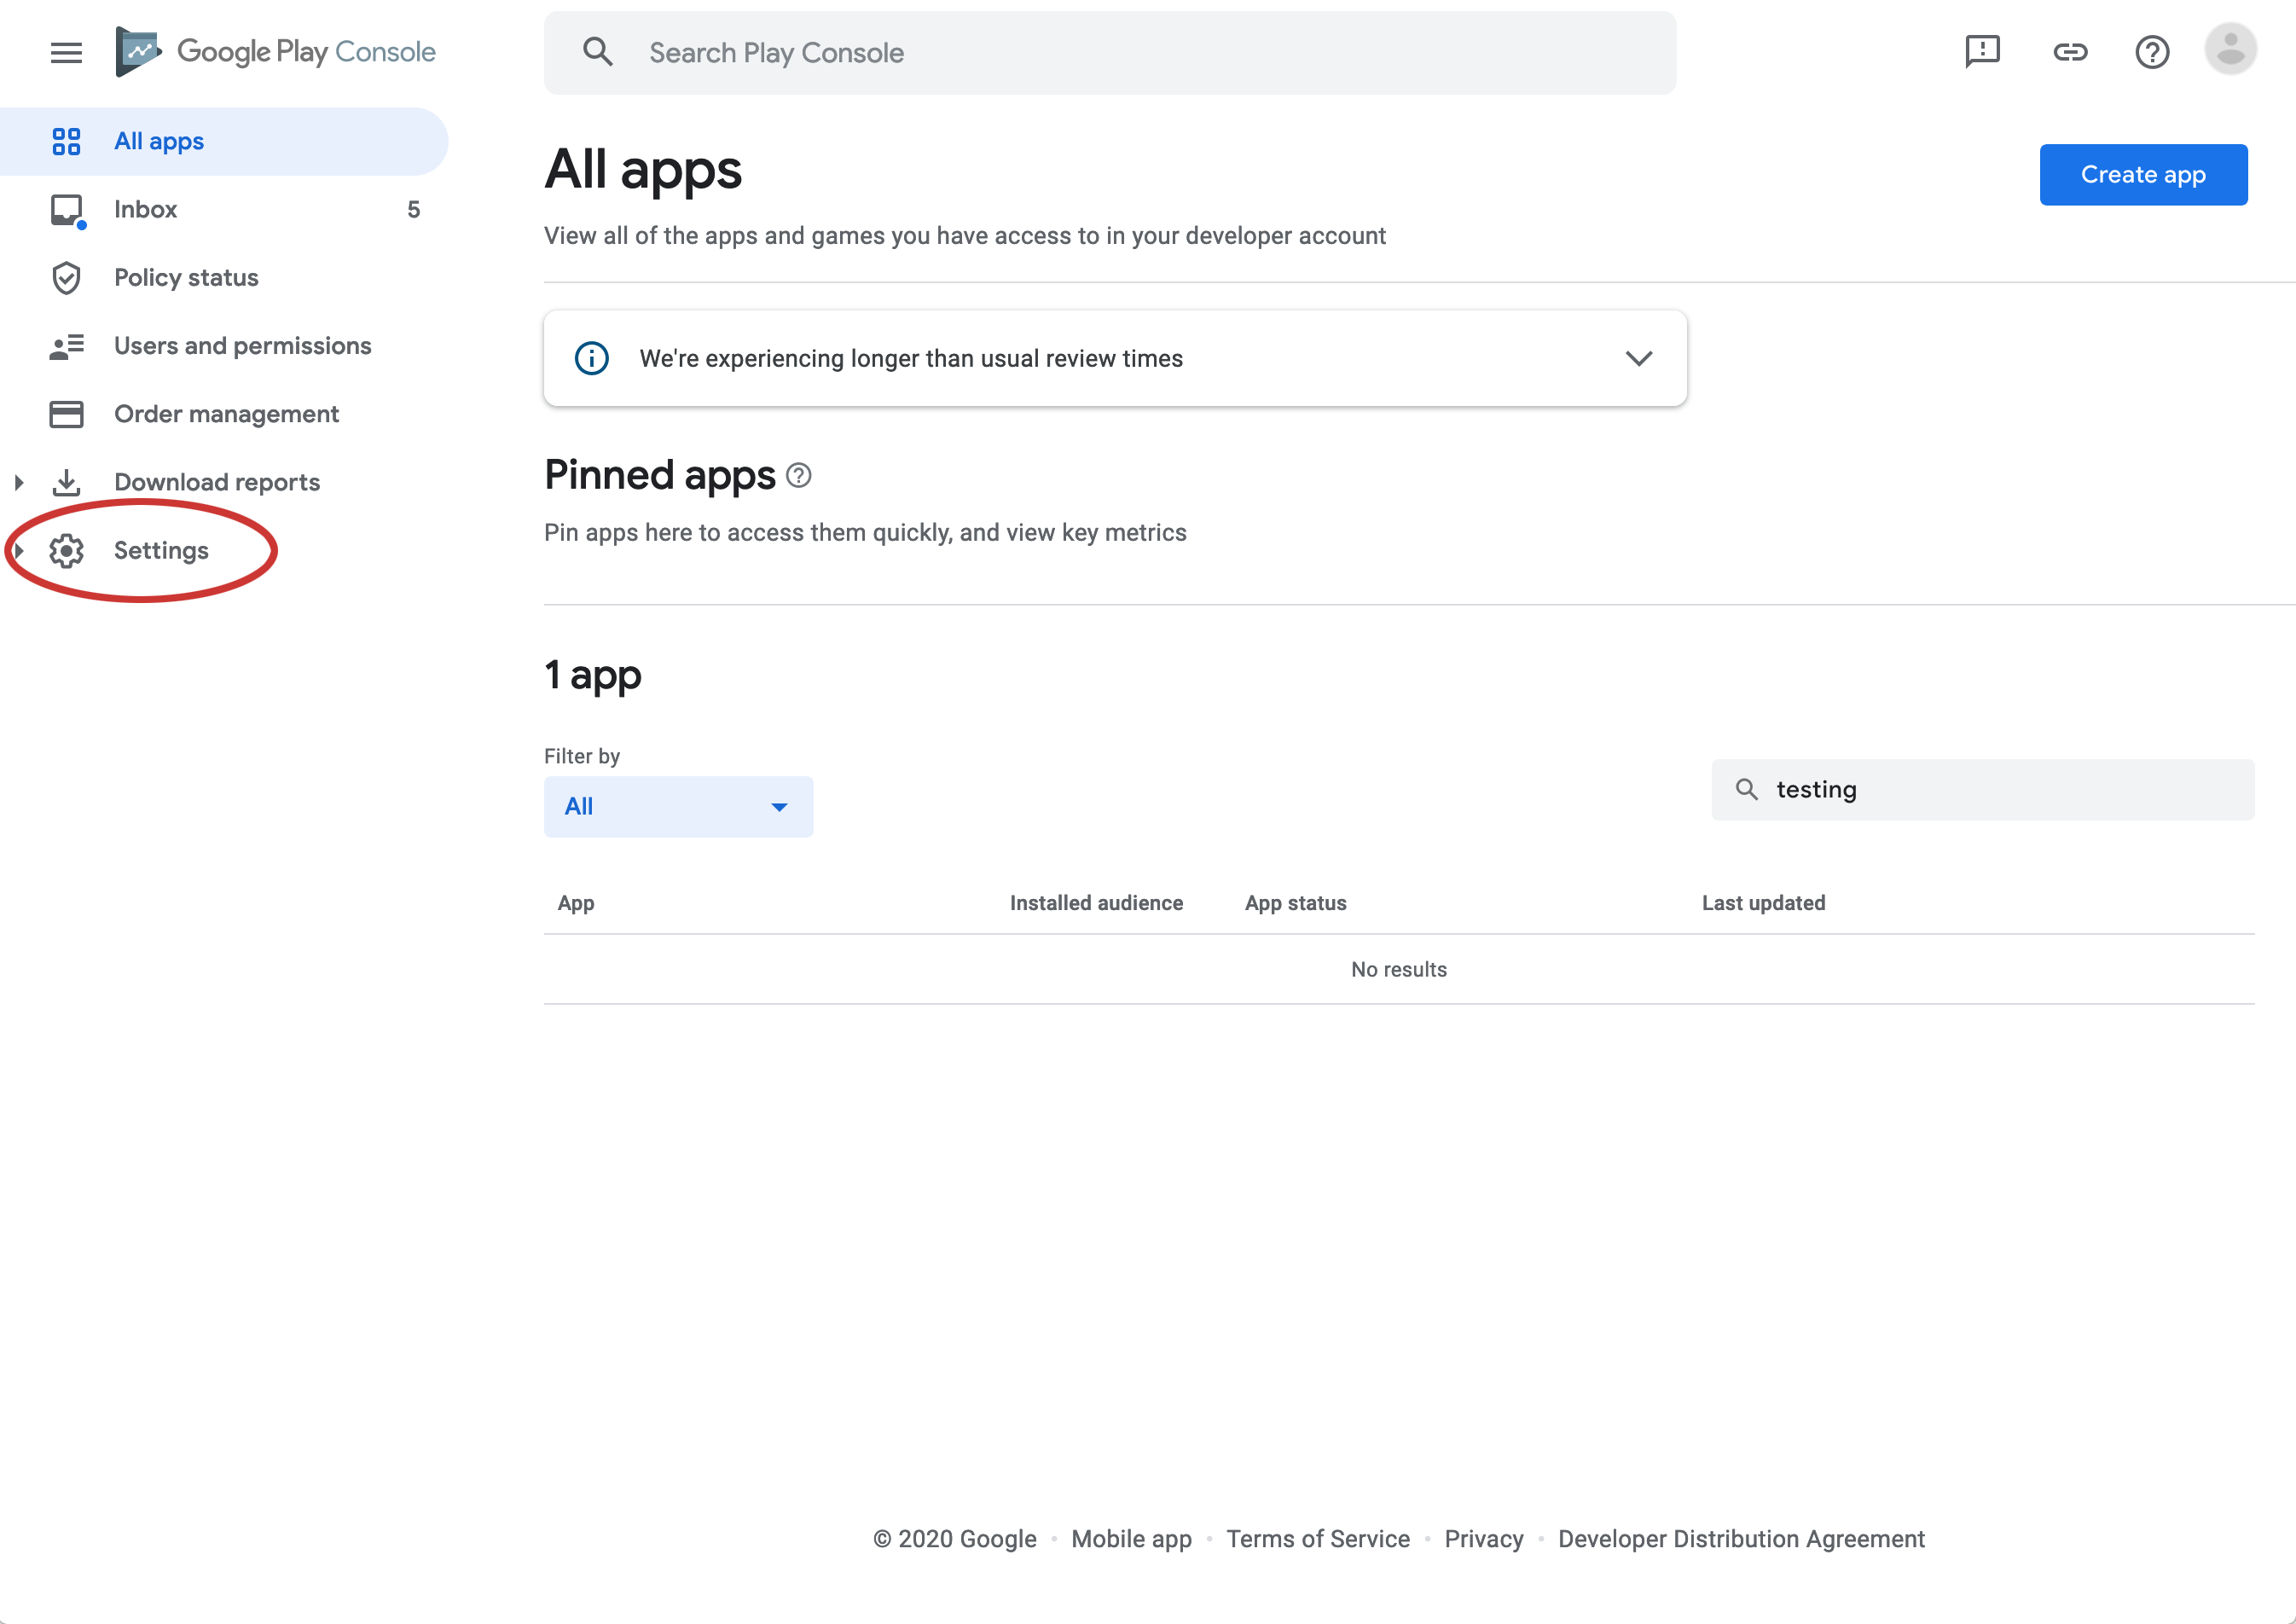 Google Play Console
Search Play Console
All apps
Inbox 5
Policy status
Users and permissions
Order management
Download reports
Settings
All apps
Create app
View all of the apps and games you have access to in your developer account
We're experiencing longer than usual review times
Pinned apps
Pin apps here to access them quickly, and view key metrics
1 app
Filter by
All
testing
App Installed audience App status Last updated
No results
© 2020 Google • Mobile app • Terms of Service • Privacy • Developer Distribution Agreement